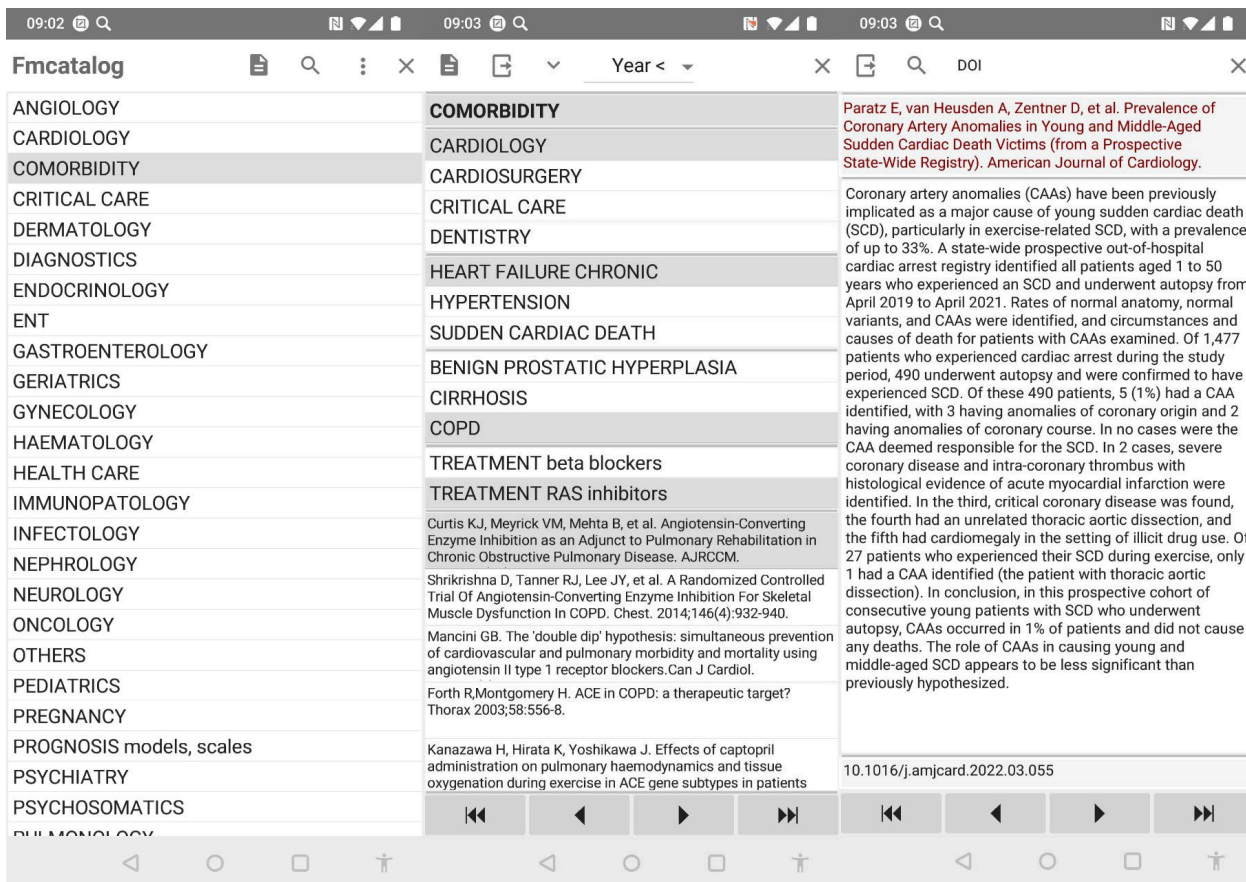 09:02
Fmcatalog
ANGIOLOGY
CARDIOLOGY
COMORBIDITY
CRITICAL CARE
DERMATOLOGY
DIAGNOSTICS
ENDOCRINOLOGY
ENT
GASTROENTEROLOGY
GERIATRICS
GYNECOLOGY
HAEMATOLOGY
HEALTH CARE
IMMUNOPATOLOGY
INFECTOLOGY
NEPHROLOGY
NEUROLOGY
ONCOLOGY
OTHERS
PEDIATRICS
PREGNANCY
PROGNOSIS models, scales
PSYCHIATRY
PSYCHOSOMATICS
09:03
Year <
COMORBIDITY
CARDIOLOGY
CARDIOSURGERY
CRITICAL CARE
DENTISTRY
HEART FAILURE CHRONIC
HYPERTENSION
SUDDEN CARDIAC DEATH
BENIGN PROSTATIC HYPERPLASIA
CIRRHOSIS
COPD
TREATMENT beta blockers
TREATMENT RAS inhibitors
Curtis KJ, Meyrick VM, Mehta B, et al. Angiotensin-Converting
Enzyme Inhibition as an Adjunct to Pulmonary Rehabilitation in
Chronic Obstructive Pulmonary Disease. AJRCCM.
Shrikrishna D, Tanner RJ, Lee JY, et al. A Randomized Controlled
Trial Of Angiotensin-Converting Enzyme Inhibition For Skeletal
Muscle Dysfunction In COPD. Chest. 2014;146(4):932-940.
Mancini GB. The 'double dip' hypothesis: simultaneous prevention
of cardiovascular and pulmonary morbidity and mortality using
angiotensin II type 1 receptor blockers.Can J Cardiol.
Forth R,Montgomery H. ACE in COPD: a therapeutic target?
Thorax 2003;58:556-8.
Kanazawa H, Hirata K, Yoshikawa J. Effects of captopril
administration on pulmonary haemodynamics and tissue
oxygenation during exercise in ACE gene subtypes in patients
09:03
DOI
Paratz E, van Heusden A, Zentner D, et al. Prevalence of
Coronary Artery Anomalies in Young and Middle-Aged
Sudden Cardiac Death Victims (from a Prospective
State-Wide Registry). American Journal of Cardiology.
Coronary artery anomalies (CAAs) have been previously
implicated as a major cause of young sudden cardiac death
(SCD), particularly in exercise-related SCD, with a prevalence
of up to 33%. A state-wide prospective out-of-hospital
cardiac arrest registry identified all patients aged 1 to 50
years who experienced an SCD and underwent autopsy from
April 2019 to April 2021. Rates of normal anatomy, normal
variants, and CAAs were identified, and circumstances and
causes of death for patients with CAAs examined. Of 1,477
patients who experienced cardiac arrest during the study
period, 490 underwent autopsy and were confirmed to have
experienced SCD. Of these 490 patients, 5 (1%) had a CAA
identified, with 3 having anomalies of coronary origin and 2
having anomalies of coronary course. In no cases were the
CAA deemed responsible for the SCD. In 2 cases, severe
coronary disease and intra-coronary thrombus with
histological evidence of acute myocardial infarction were
identified. In the third, critical coronary disease was found,
the fourth had an unrelated thoracic aortic dissection, and
the fifth had cardiomegaly in the setting of illicit drug use. Of
27 patients who experienced their SCD during exercise, only
1 had a CAA identified (the patient with thoracic aortic
dissection). In conclusion, in this prospective cohort of
consecutive young patients with SCD who underwent
autopsy, CAAs occurred in 1% of patients and did not cause
any deaths. The role of CAAs in causing young and
middle-aged SCD appears to be less significant than
previously hypothesized.
10.1016/j.amjcard.2022.03.055